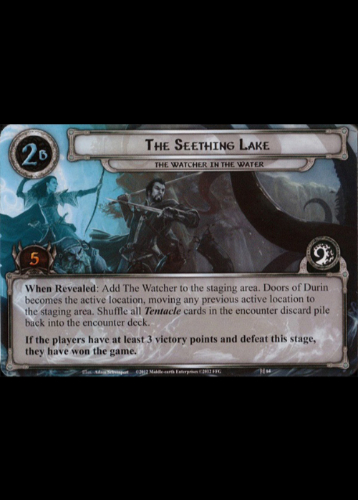 2B
THE SEETHING LAKE
THE WATCHER IN THE WATER
5
When Revealed: Add The Watcher to the staging area. Doors of Durin
becomes the active location, moving any previous active location to
the staging area. Shuffle all Tentacle cards in the encounter discard pile
back into the encounter deck.
If the players have at least 3 victory points and defeat this stage,
they have won the game.
©2012 Middle-earth Enterprises ©2012 FFG